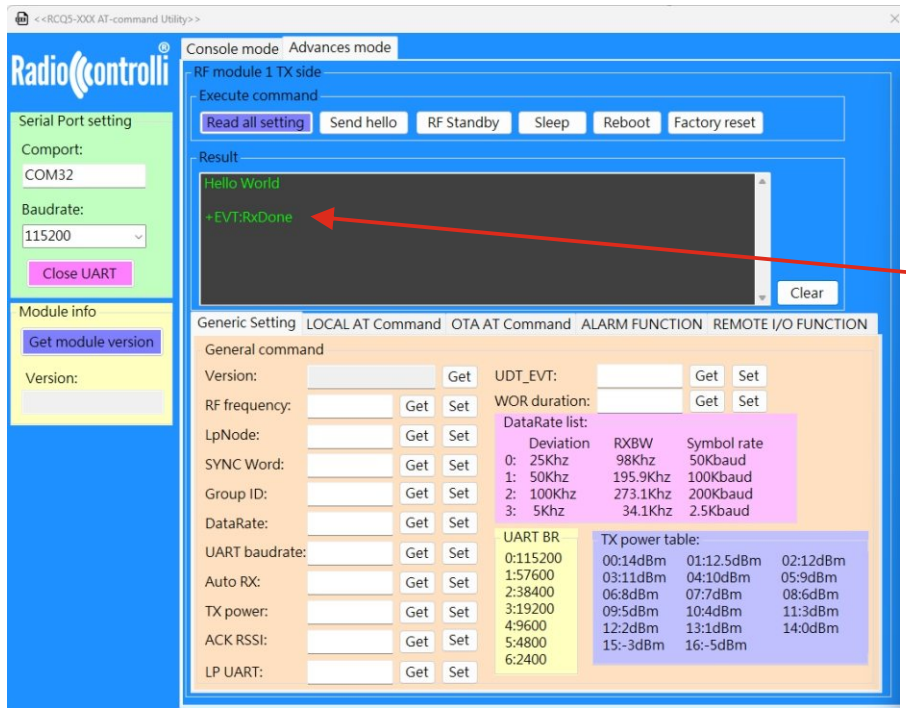 <<RCQ5-XXX AT-command Utility>>
Radiocontrolli®
Serial Port setting
Comport:
COM32
Baudrate:
115200
Close UART
Module info
Get module version
Version:
Console mode Advances mode
RF module 1 TX side
Execute command
Read all setting Send hello RF Standby Sleep Reboot Factory reset
Result
Hello World
+EVT:RxDone
Clear
Generic Setting LOCAL AT Command OTA AT Command ALARM FUNCTION REMOTE I/O FUNCTION
General command
Version: Get
RF frequency: Get Set
LpNode: Get Set
SYNC Word: Get Set
Group ID: Get Set
DataRate: Get Set
UART baudrate: Get Set
Auto RX: Get Set
TX power: Get Set
ACK RSSI: Get Set
LP UART: Get Set
UDT_EVT: Get Set
WOR duration: Get Set
DataRate list:
Deviation RXBW Symbol rate
0: 25Khz 98Khz 50Kbaud
1: 50Khz 195.9Khz 100Kbaud
2: 100Khz 273.1Khz 200Kbaud
3: 5Khz 34.1Khz 2.5Kbaud
UART BR
0:115200
1:57600
2:38400
3:19200
4:9600
5:4800
6:2400
TX power table:
00:14dBm 01:12.5dBm 02:12dBm
03:11dBm 04:10dBm 05:9dBm
06:8dBm 07:7dBm 08:6dBm
09:5dBm 10:4dBm 11:3dBm
12:2dBm 13:1dBm 14:0dBm
15:-3dBm 16:-5dBm